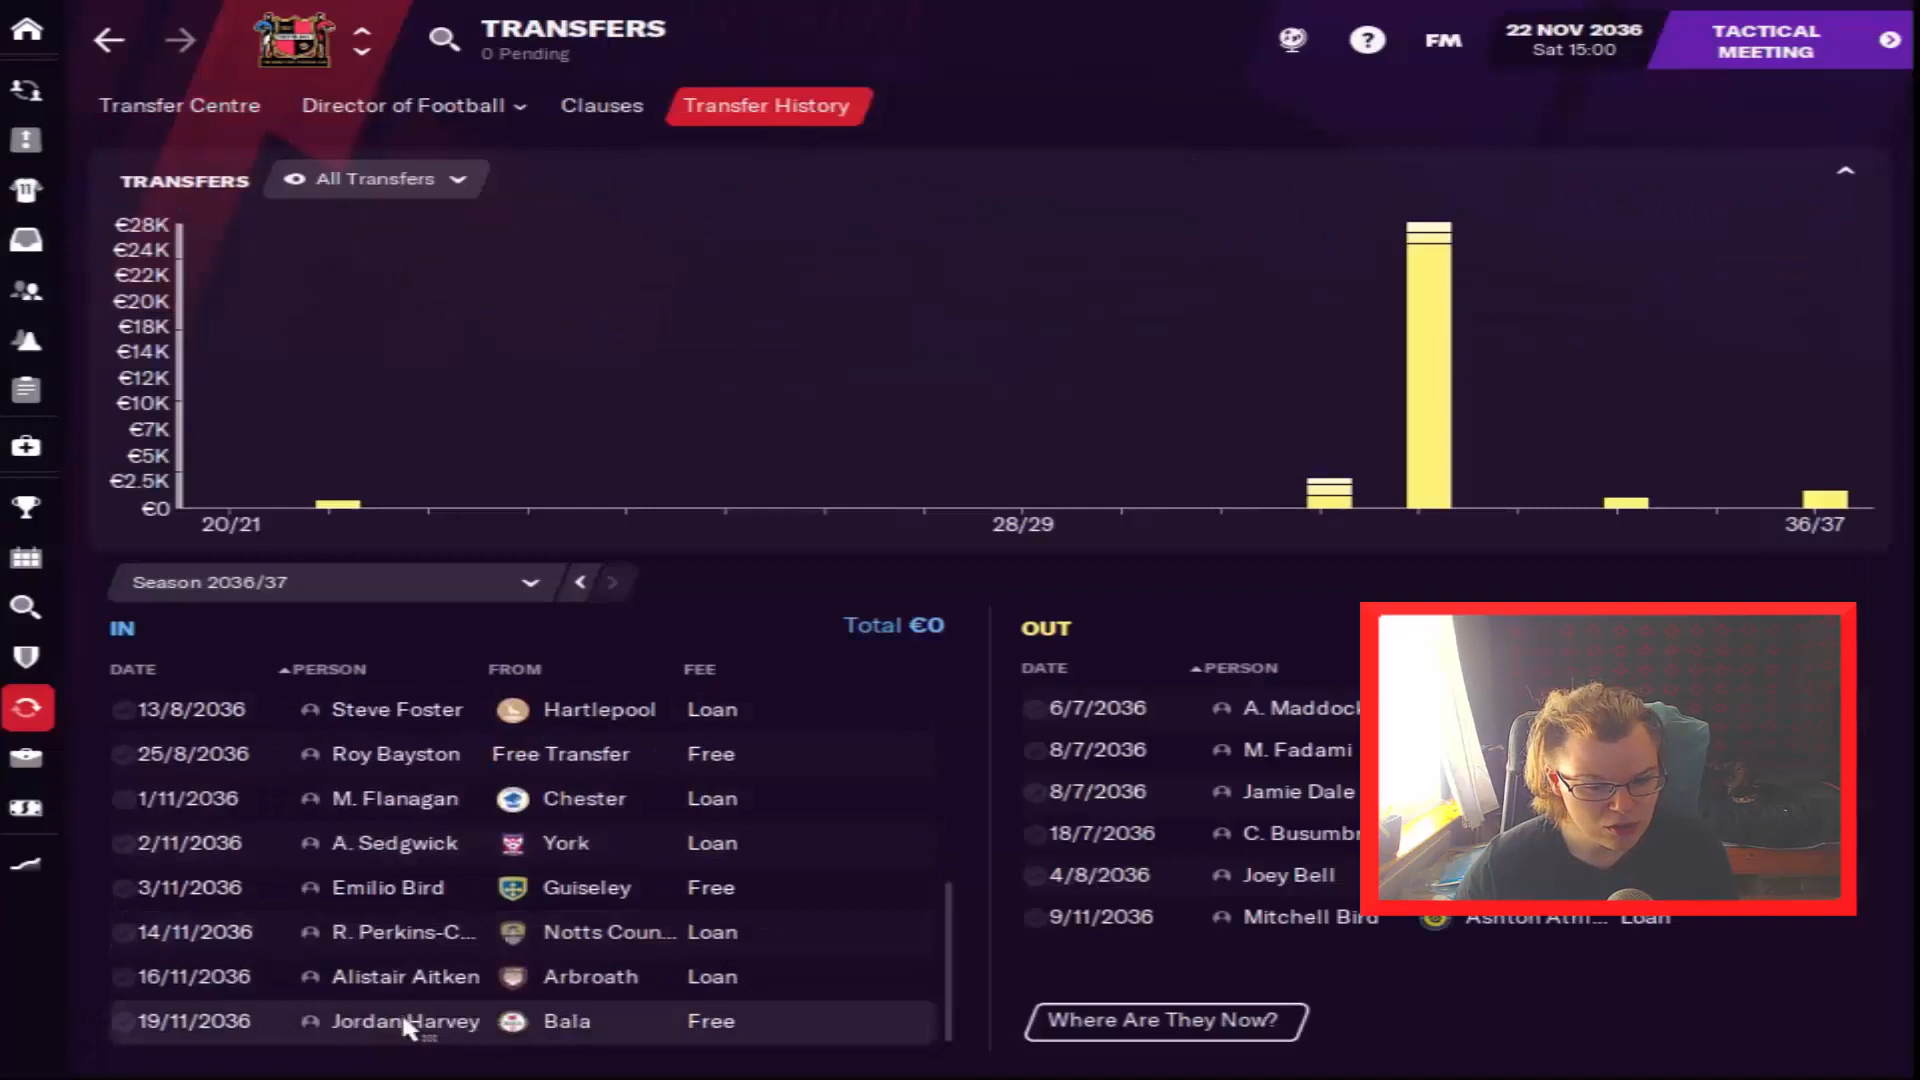 TRANSFERS
0 Pending
FM
22 NOV 2036
Sat 15:00
TACTICAL MEETING
Transfer Centre
Director of Football
Clauses
Transfer History
TRANSFERS
All Transfers
€28K
€24K
€22K
€20K
€18K
€14K
€12K
€10K
€7K
€5K
€2.5K
€0
20/21
28/29
36/37
Season 2036/37
IN
Total €0
DATE PERSON FROM FEE
13/8/2036 Steve Foster Hartlepool Loan
25/8/2036 Roy Bayston Free Transfer Free
1/11/2036 M. Flanagan Chester Loan
2/11/2036 A. Sedgwick York Loan
3/11/2036 Emilio Bird Guiseley Free
14/11/2036 R. Perkins-C... Notts Coun... Loan
16/11/2036 Alistair Aitken Arbroath Loan
19/11/2036 Jordan Harvey Bala Free
OUT
DATE PERSON
6/7/2036 A. Maddock
8/7/2036 M. Fadami
8/7/2036 Jamie Dale
18/7/2036 C. Busumbr
4/8/2036 Joey Bell
9/11/2036 Mitchell Bird Ashton Ath... Loan
Where Are They Now?